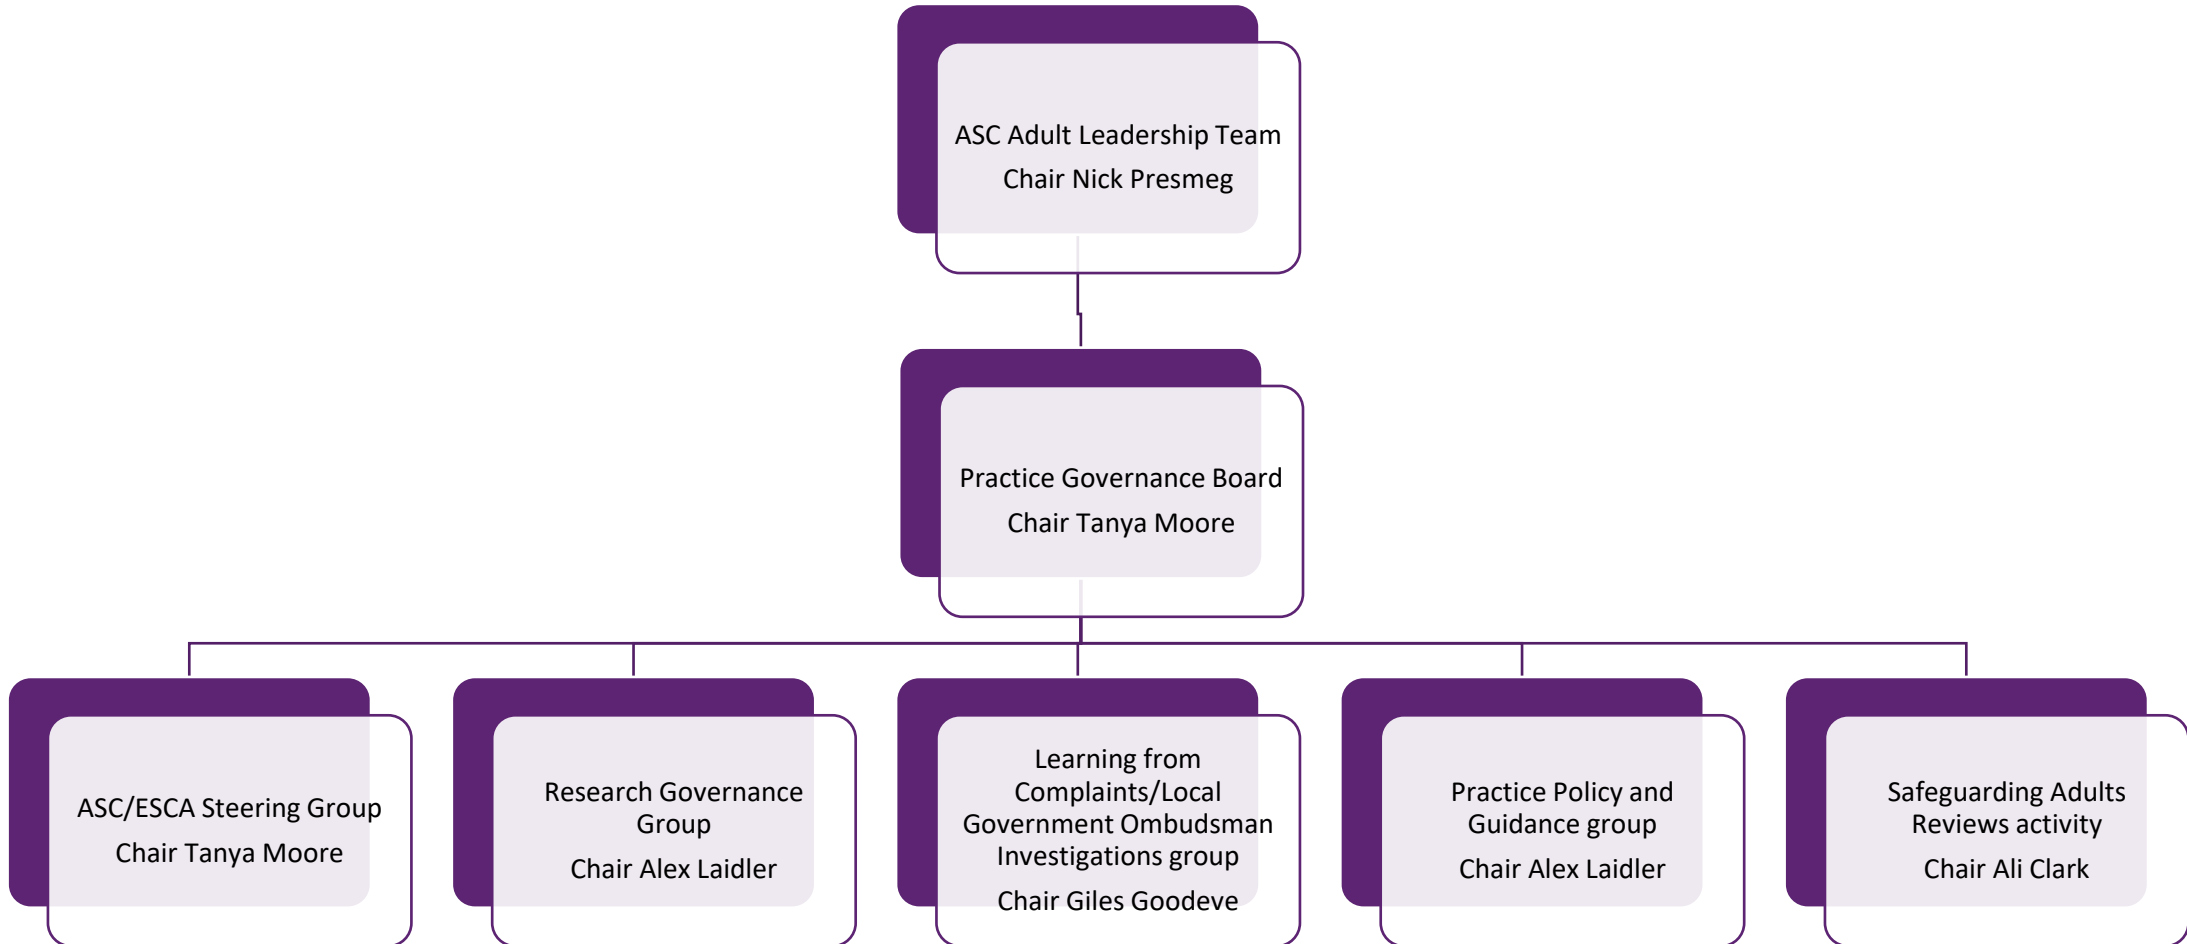 ASC Adult Leadership Team
Chair Nick Presmeg
Practice Governance Board
Chair Tanya Moore
ASC/ESCA Steering Group
Chair Tanya Moore
Research Governance
Group
Chair Alex Laidler
Learning from
Complaints/Local
Government Ombudsman
Investigations group
Chair Giles Goodeve
Practice Policy and
Guidance group
Chair Alex Laidler
Safeguarding Adults
Reviews activity
Chair Ali Clark